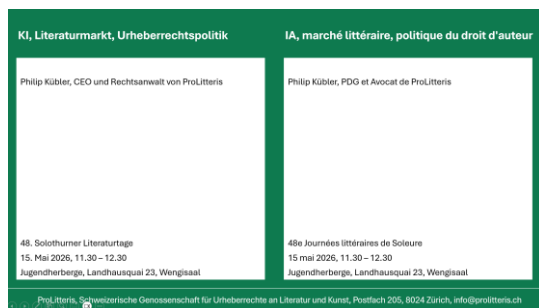 KI, Literaturmarkt, Urheberrechtspolitik
Philip Kübler, CEO und Rechtsanwalt von ProLitteris
48. Solothurner Literaturtage
15. Mai 2026, 11.30 – 12.30
Jugendherberge, Landhausquai 23, Wengisaal
IA, marché littéraire, politique du droit d'auteur
Philip Kübler, PDG et Avocat de ProLitteris
48e Journées littéraires de Soleure
15 mai 2026, 11.30 – 12.30
Jugendherberge, Landhausquai 23, Wengisaal
ProLitteris, Schweizerische Genossenschaft für Urheberrechte an Literatur und Kunst, Postfach 205, 8024 Zürich, info@prolitteris.ch